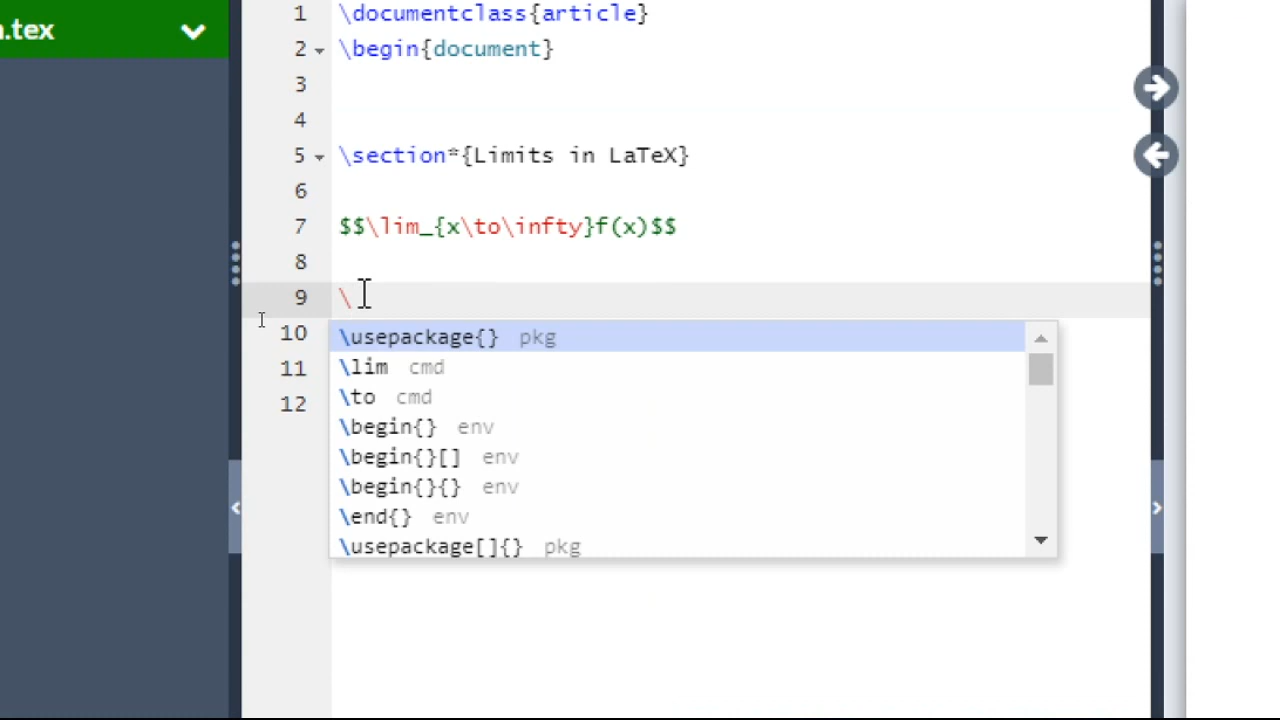 .tex
1 \documentclass{article}
2 \begin{document}
3
4
5 \section*{Limits in LaTeX}
6
7 $$\lim_{x\to\infty}f(x)$$
8
9 \
10 \usepackage{} pkg
11 \lim cmd
12 \to cmd
\begin{} env
\begin{}[] env
\begin{}{} env
\end{} env
\usepackage[]{} pkg